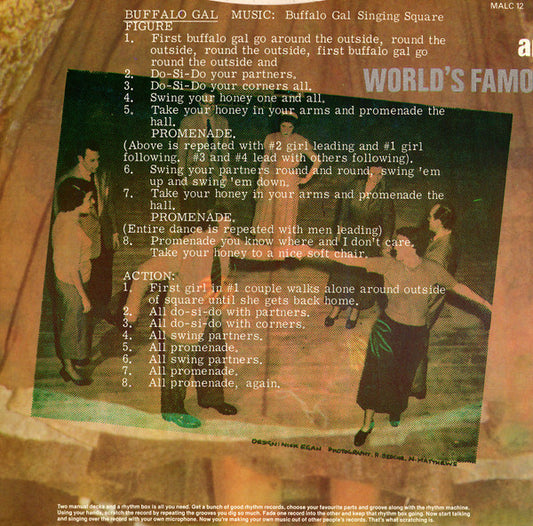 MALC 12
BUFFALO GAL MUSIC: Buffalo Gal Singing Square
FIGURE
1. First buffalo gal go around the outside, round the
outside, round the outside, first buffalo gal go
round the outside and
2. Do-Si-Do your partners.
3. Do-Si-Do your corners all.
4. Swing your honey one and all.
5. Take your honey in your arms and promenade the
hall.
PROMENADE.
(Above is repeated with #2 girl leading and #1 girl
following. #3 and #4 lead with others following).
6. Swing your partners round and round, swing 'em
up and swing 'em down.
7. Take your honey in your arms and promenade the
hall.
PROMENADE.
(Entire dance is repeated with men leading)
8. Promenade you know where and I don't care.
Take your honey to a nice soft chair.
ACTION:
1. First girl in #1 couple walks alone around outside
of square until she gets back home.
2. All do-si-do with partners.
3. All do-si-do with corners.
4. All swing partners.
5. All promenade.
6. All swing partners.
7. All promenade.
8. All promenade, again.
a
WORLD'S FAMO
DESIGN: NICK EGAN PHOTOGRAPHY: R. BEECHE, N. MATTHEWS
Two manual decks and a rhythm box is all you need. Get a bunch of good rhythm records, choose your favourite parts and groove along with the rhythm machine.
Using your hands, scratch the record by repeating the grooves you dig so much. Fade one record into the other and keep that rhythm box going. Now start talking
and singing over the record with your own microphone. Now you're making your own music out of other people's records. That's what scratching is.